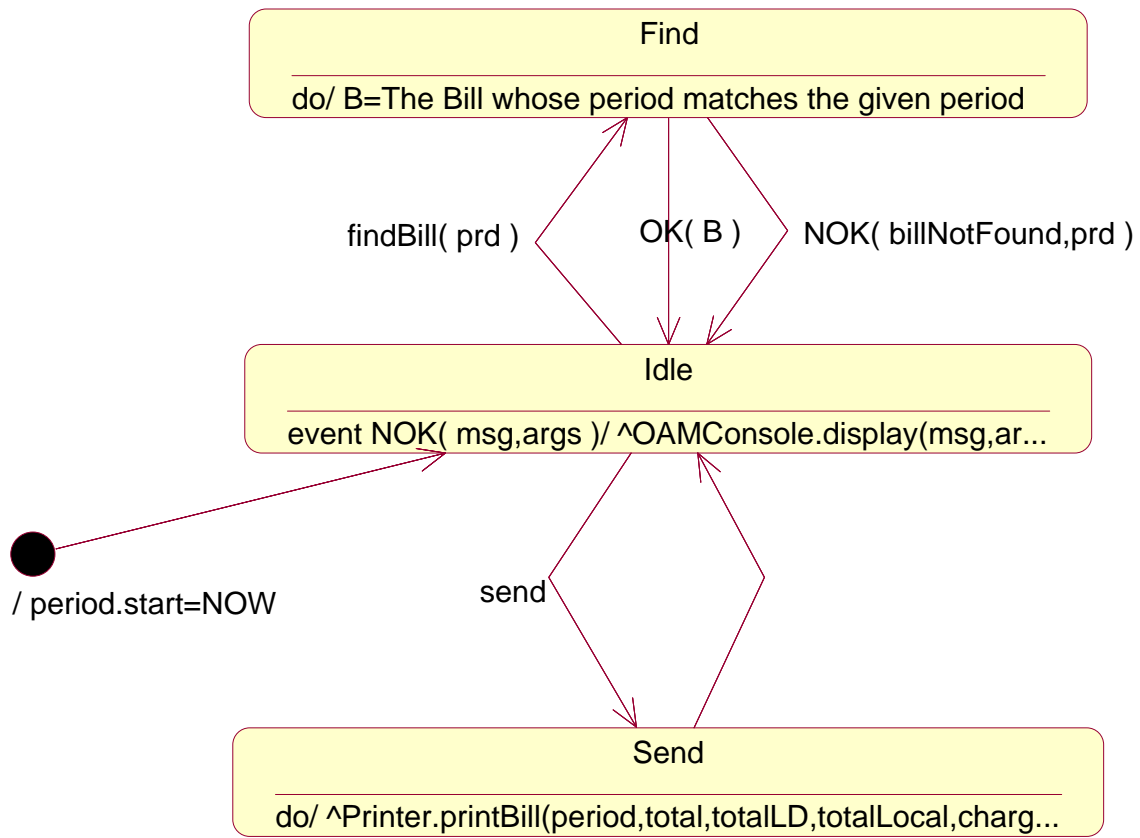 Find
do/ B=The Bill whose period matches the given period
findBill( prd )
OK( B )
NOK( billNotFound,prd )
Idle
event NOK( msg,args )/ ^OAMConsole.display(msg,ar...
/ period.start=NOW
send
Send
do/ ^Printer.printBill(period,total,totalLD,totalLocal,charg...